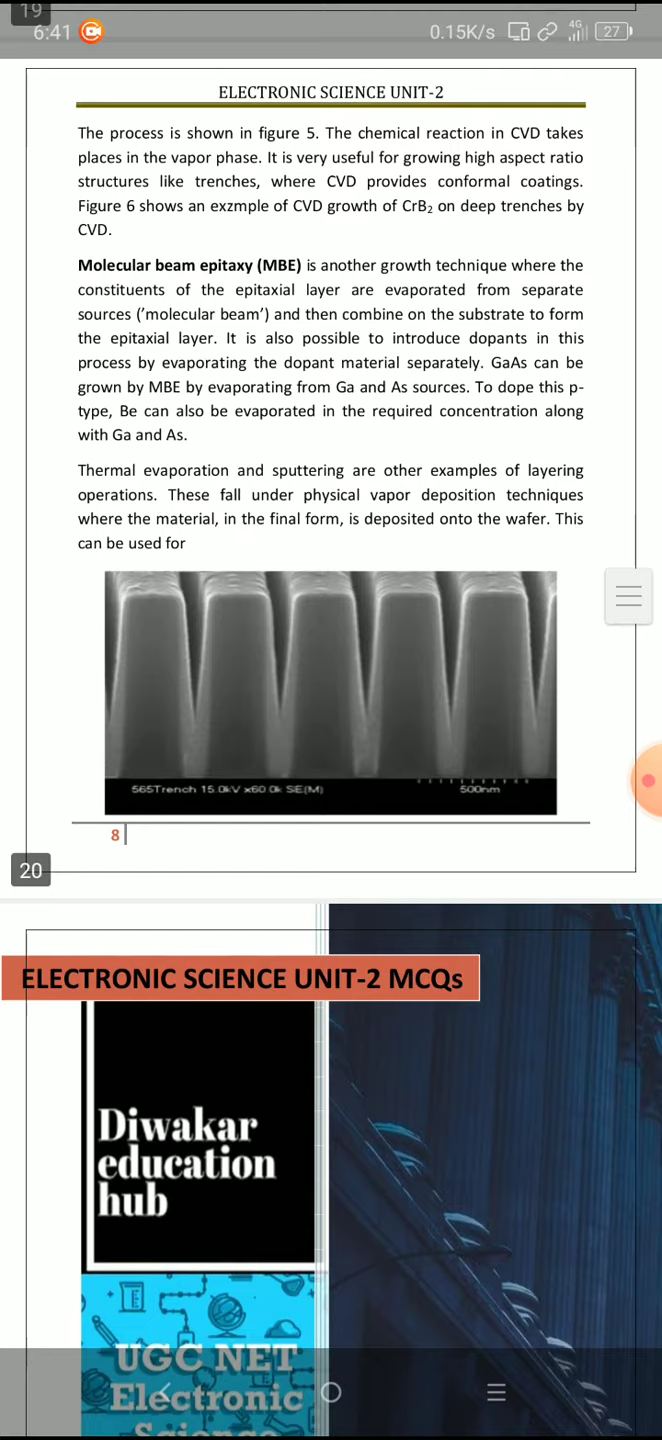 19
6:41
0.15K/s
4G
27
ELECTRONIC SCIENCE UNIT-2
The process is shown in figure 5. The chemical reaction in CVD takes
places in the vapor phase. It is very useful for growing high aspect ratio
structures like trenches, where CVD provides conformal coatings.
Figure 6 shows an exzmple of CVD growth of CrB₂ on deep trenches by
CVD.
Molecular beam epitaxy (MBE) is another growth technique where the
constituents of the epitaxial layer are evaporated from separate
sources (’molecular beam’) and then combine on the substrate to form
the epitaxial layer. It is also possible to introduce dopants in this
process by evaporating the dopant material separately. GaAs can be
grown by MBE by evaporating from Ga and As sources. To dope this p-
type, Be can also be evaporated in the required concentration along
with Ga and As.
Thermal evaporation and sputtering are other examples of layering
operations. These fall under physical vapor deposition techniques
where the material, in the final form, is deposited onto the wafer. This
can be used for
565Trench 15.0kV x60.0k SE(M)
500nm
8
20
ELECTRONIC SCIENCE UNIT-2 MCQs
Diwakar
education
hub
UGC NET
Electronic
Science